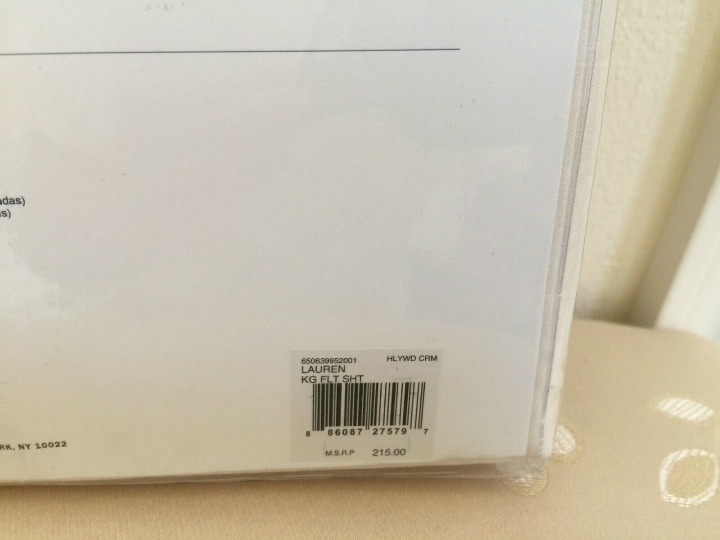 adas)
s)
650639952001 HLYWD CRM
LAUREN
KG FLT SHT
8 86087 27579 7
M.S.R.P 215.00
RK, NY 10022